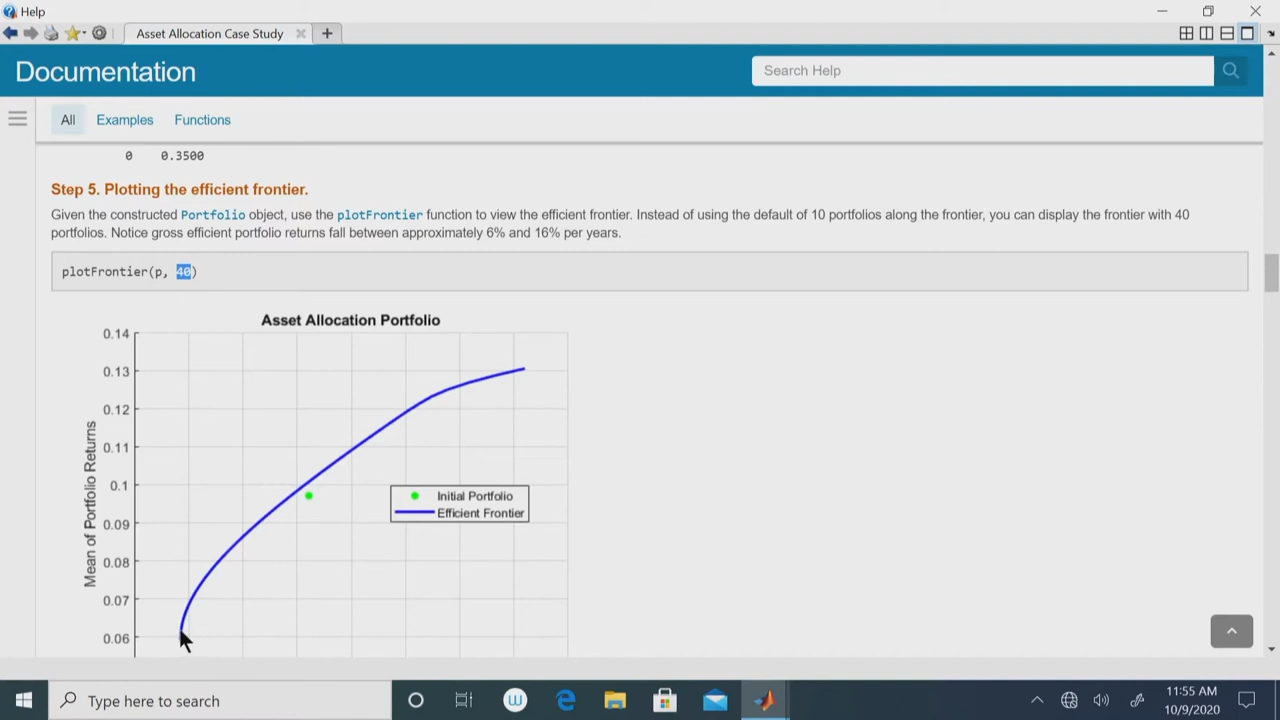 Help
Asset Allocation Case Study
Documentation
Search Help
All Examples Functions
0 0.3500
Step 5. Plotting the efficient frontier.
Given the constructed Portfolio object, use the plotFrontier function to view the efficient frontier. Instead of using the default of 10 portfolios along the frontier, you can display the frontier with 40
portfolios. Notice gross efficient portfolio returns fall between approximately 6% and 16% per years.
plotFrontier(p, 40)
Asset Allocation Portfolio
0.14
0.13
0.12
0.11
0.1
0.09
0.08
0.07
0.06
Mean of Portfolio Returns
Initial Portfolio
Efficient Frontier
Type here to search
11:55 AM
10/9/2020